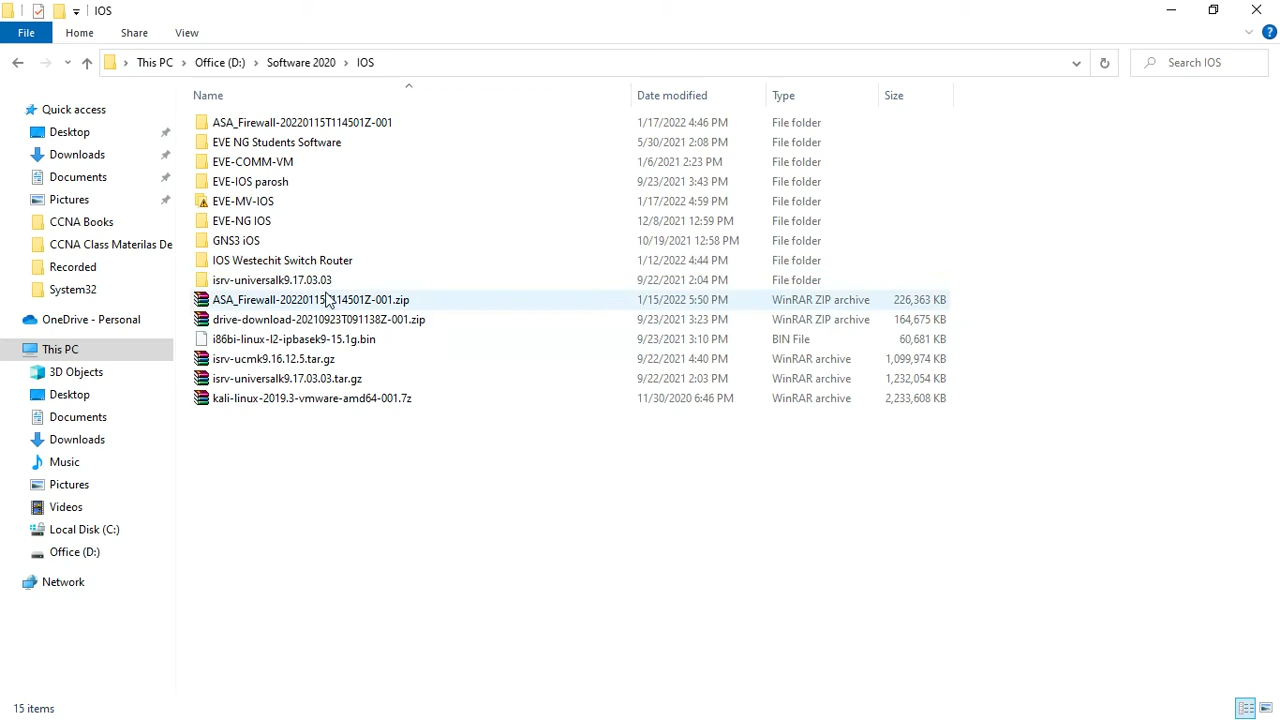 IOS
File Home Share View
This PC Office (D:) Software 2020 IOS
Search IOS
Name Date modified Type Size
Quick access
Desktop
Downloads
Documents
Pictures
CCNA Books
CCNA Class Materilas De
Recorded
System32
OneDrive - Personal
This PC
3D Objects
Desktop
Documents
Downloads
Music
Pictures
Videos
Local Disk (C:)
Office (D:)
Network
ASA_Firewall-20220115T114501Z-001 1/17/2022 4:46 PM File folder
EVE NG Students Software 5/30/2021 2:08 PM File folder
EVE-COMM-VM 1/6/2021 2:23 PM File folder
EVE-IOS parosh 9/23/2021 3:43 PM File folder
EVE-MV-IOS 1/17/2022 4:59 PM File folder
EVE-NG IOS 12/8/2021 12:59 PM File folder
GNS3 iOS 10/19/2021 12:58 PM File folder
IOS Westechit Switch Router 1/12/2022 4:44 PM File folder
isrv-universalk9.17.03.03 9/22/2021 2:04 PM File folder
ASA_Firewall-20220115T114501Z-001.zip 1/15/2022 5:50 PM WinRAR ZIP archive 226,363 KB
drive-download-20210923T091138Z-001.zip 9/23/2021 3:23 PM WinRAR ZIP archive 164,675 KB
i86bi-linux-l2-ipbasek9-15.1g.bin 9/23/2021 3:10 PM BIN File 60,681 KB
isrv-ucmk9.16.12.5.tar.gz 9/22/2021 4:40 PM WinRAR archive 1,099,974 KB
isrv-universalk9.17.03.03.tar.gz 9/22/2021 2:03 PM WinRAR archive 1,232,054 KB
kali-linux-2019.3-vmware-amd64-001.7z 11/30/2020 6:46 PM WinRAR archive 2,233,608 KB
15 items